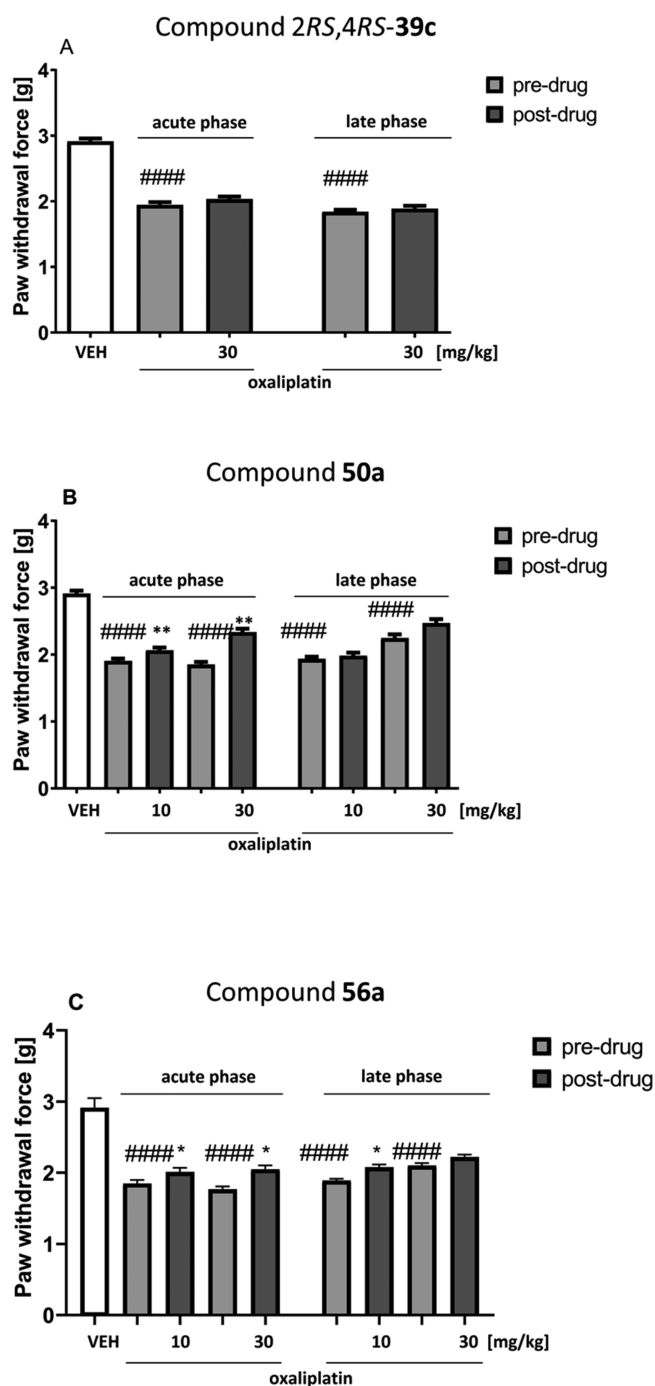 Compound 2RS,4RS-39c
A
Paw withdrawal force [g]
4
3
2
1
0
pre-drug
post-drug
acute phase late phase
#### ####
VEH 30 30 [mg/kg]
oxaliplatin
Compound 50a
B
Paw withdrawal force [g]
4
3
2
1
0
pre-drug
post-drug
acute phase late phase
#### ** #### ** #### ####
VEH 10 30 10 30 [mg/kg]
oxaliplatin
Compound 56a
C
Paw withdrawal force [g]
4
3
2
1
0
pre-drug
post-drug
acute phase late phase
#### * #### * #### * ####
VEH 10 30 10 30 [mg/kg]
oxaliplatin